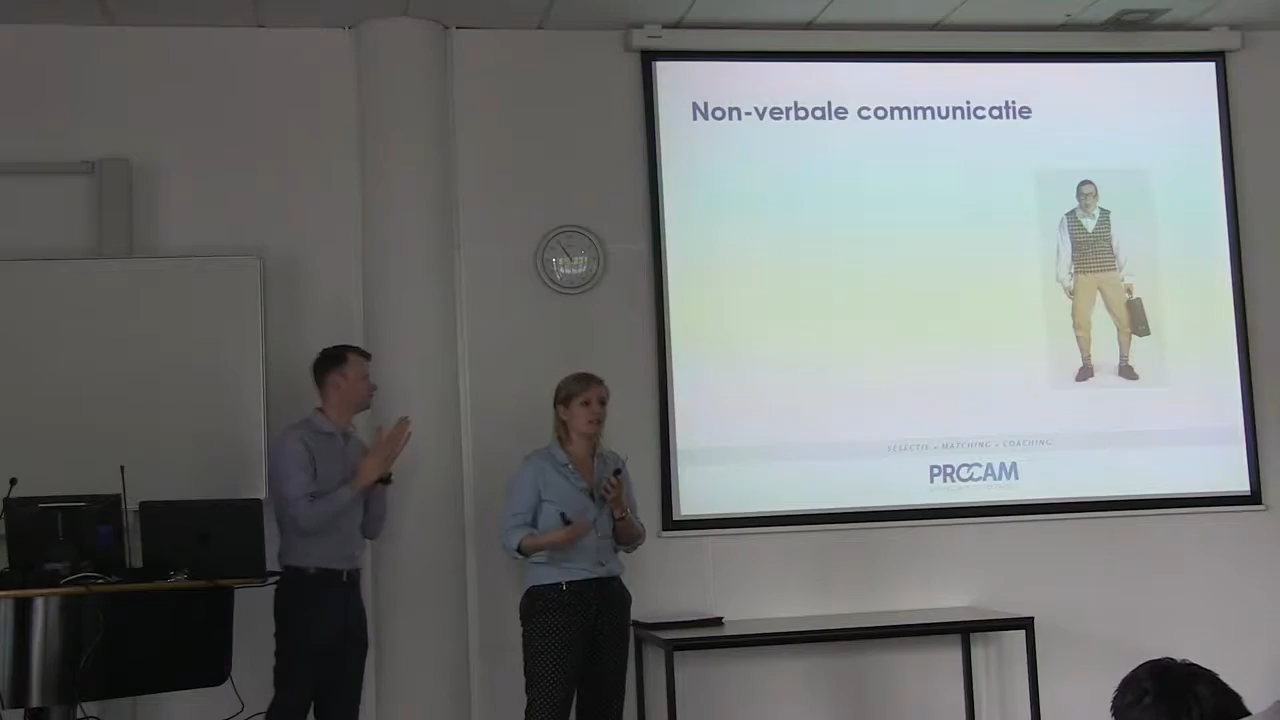 Non-verbale communicatie
SELECTIE • MATCHING • COACHING
PROCAM